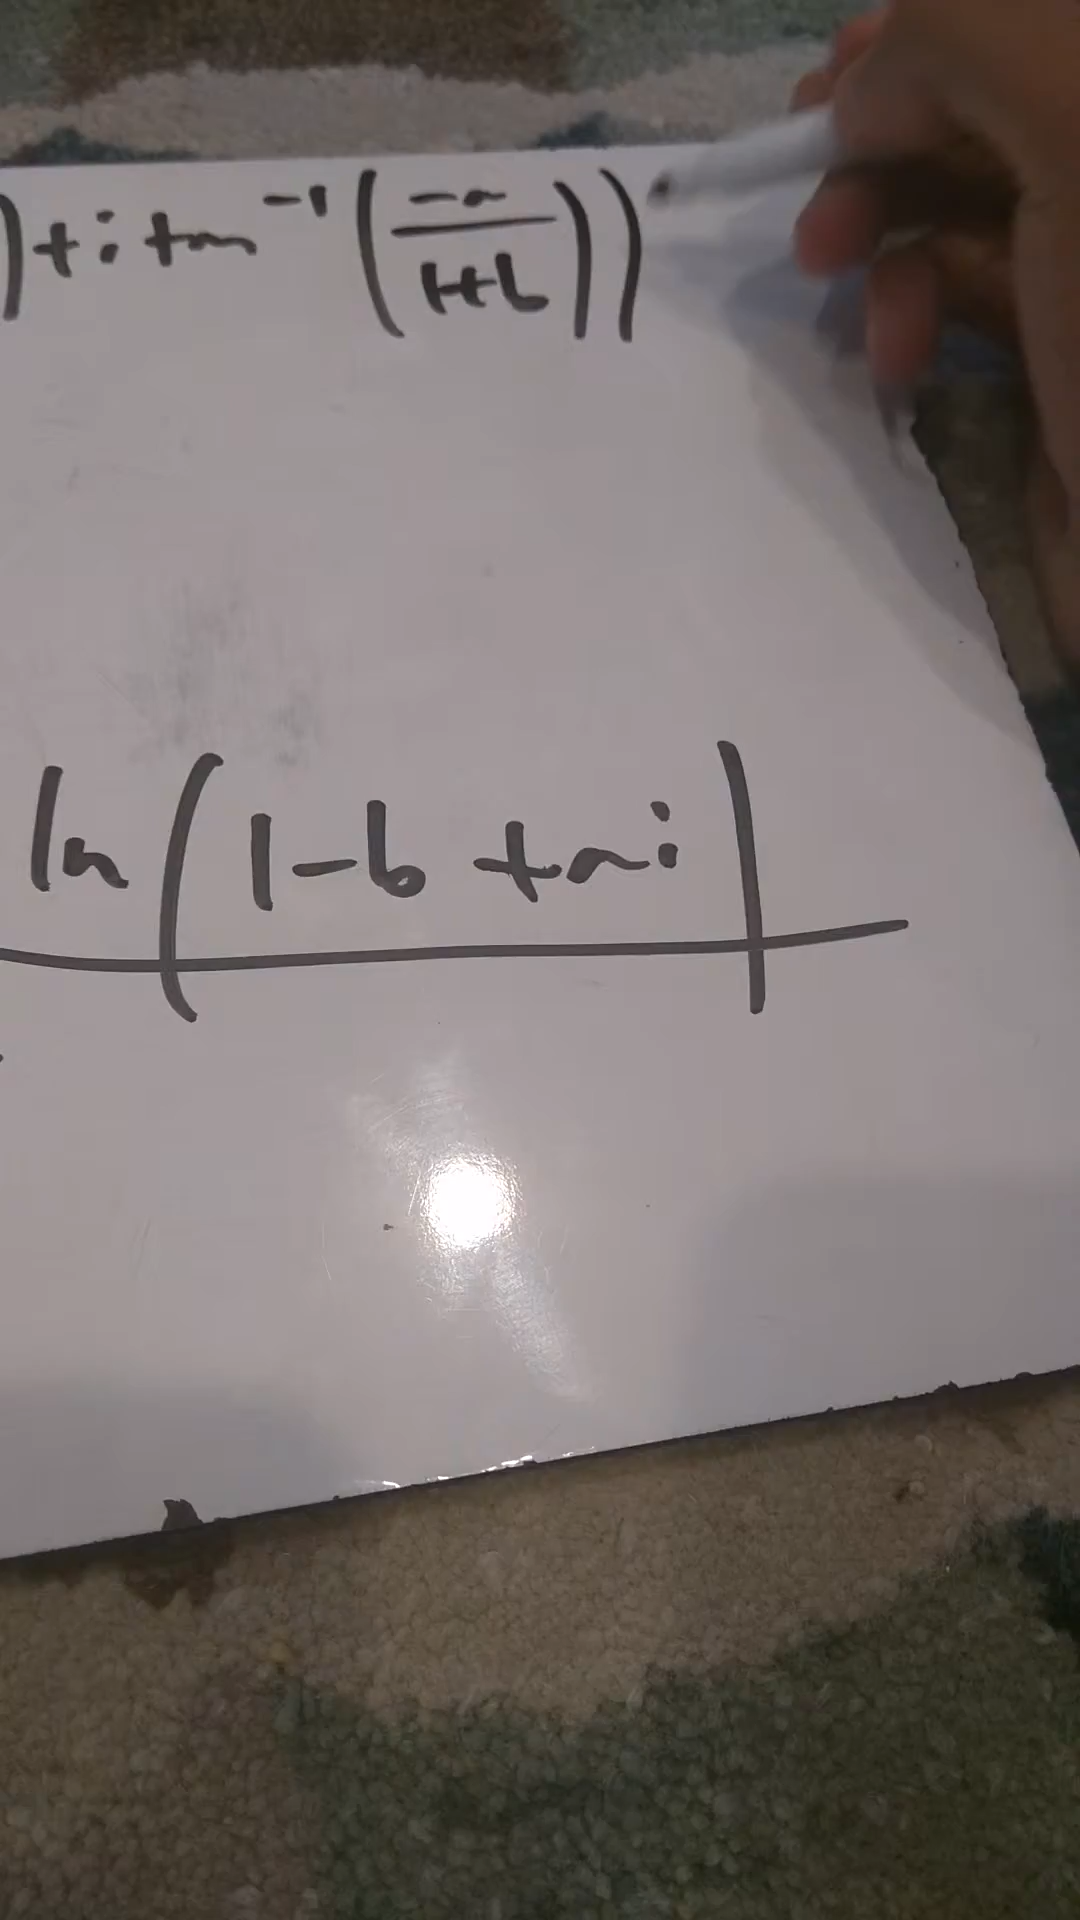 ) + i tan⁻¹ (-a/(1+b)))
ln(1-b +ai)